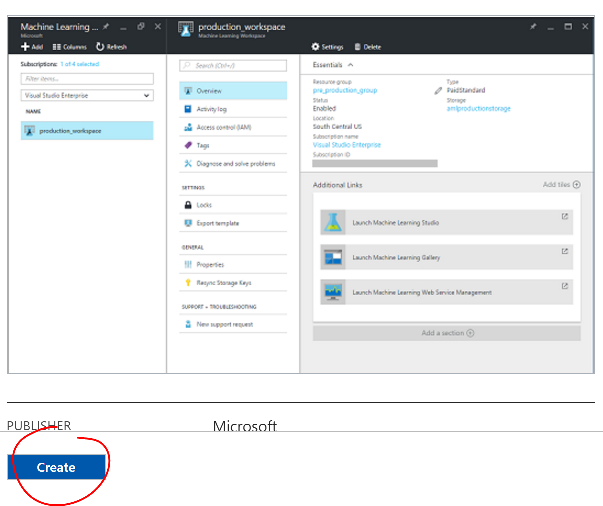 Machine Learning ...
Microsoft
Add Columns Refresh
Subscriptions: 1 of 4 selected
Filter items...
Visual Studio Enterprise
NAME
production_workspace
production_workspace
Machine Learning Workspace
Search (Ctrl+/)
Overview
Activity log
Access control (IAM)
Tags
Diagnose and solve problems
SETTINGS
Locks
Export template
GENERAL
Properties
Resync Storage Keys
SUPPORT + TROUBLESHOOTING
New support request
Settings Delete
Essentials
Resource group
pre_production_group
Status
Enabled
Location
South Central US
Subscription name
Visual Studio Enterprise
Subscription ID
Type
PaidStandard
Storage
amlproductionstorage
Additional Links
Add tiles
Launch Machine Learning Studio
Launch Machine Learning Gallery
Launch Machine Learning Web Service Management
Add a section
PUBLISHER Microsoft
Create